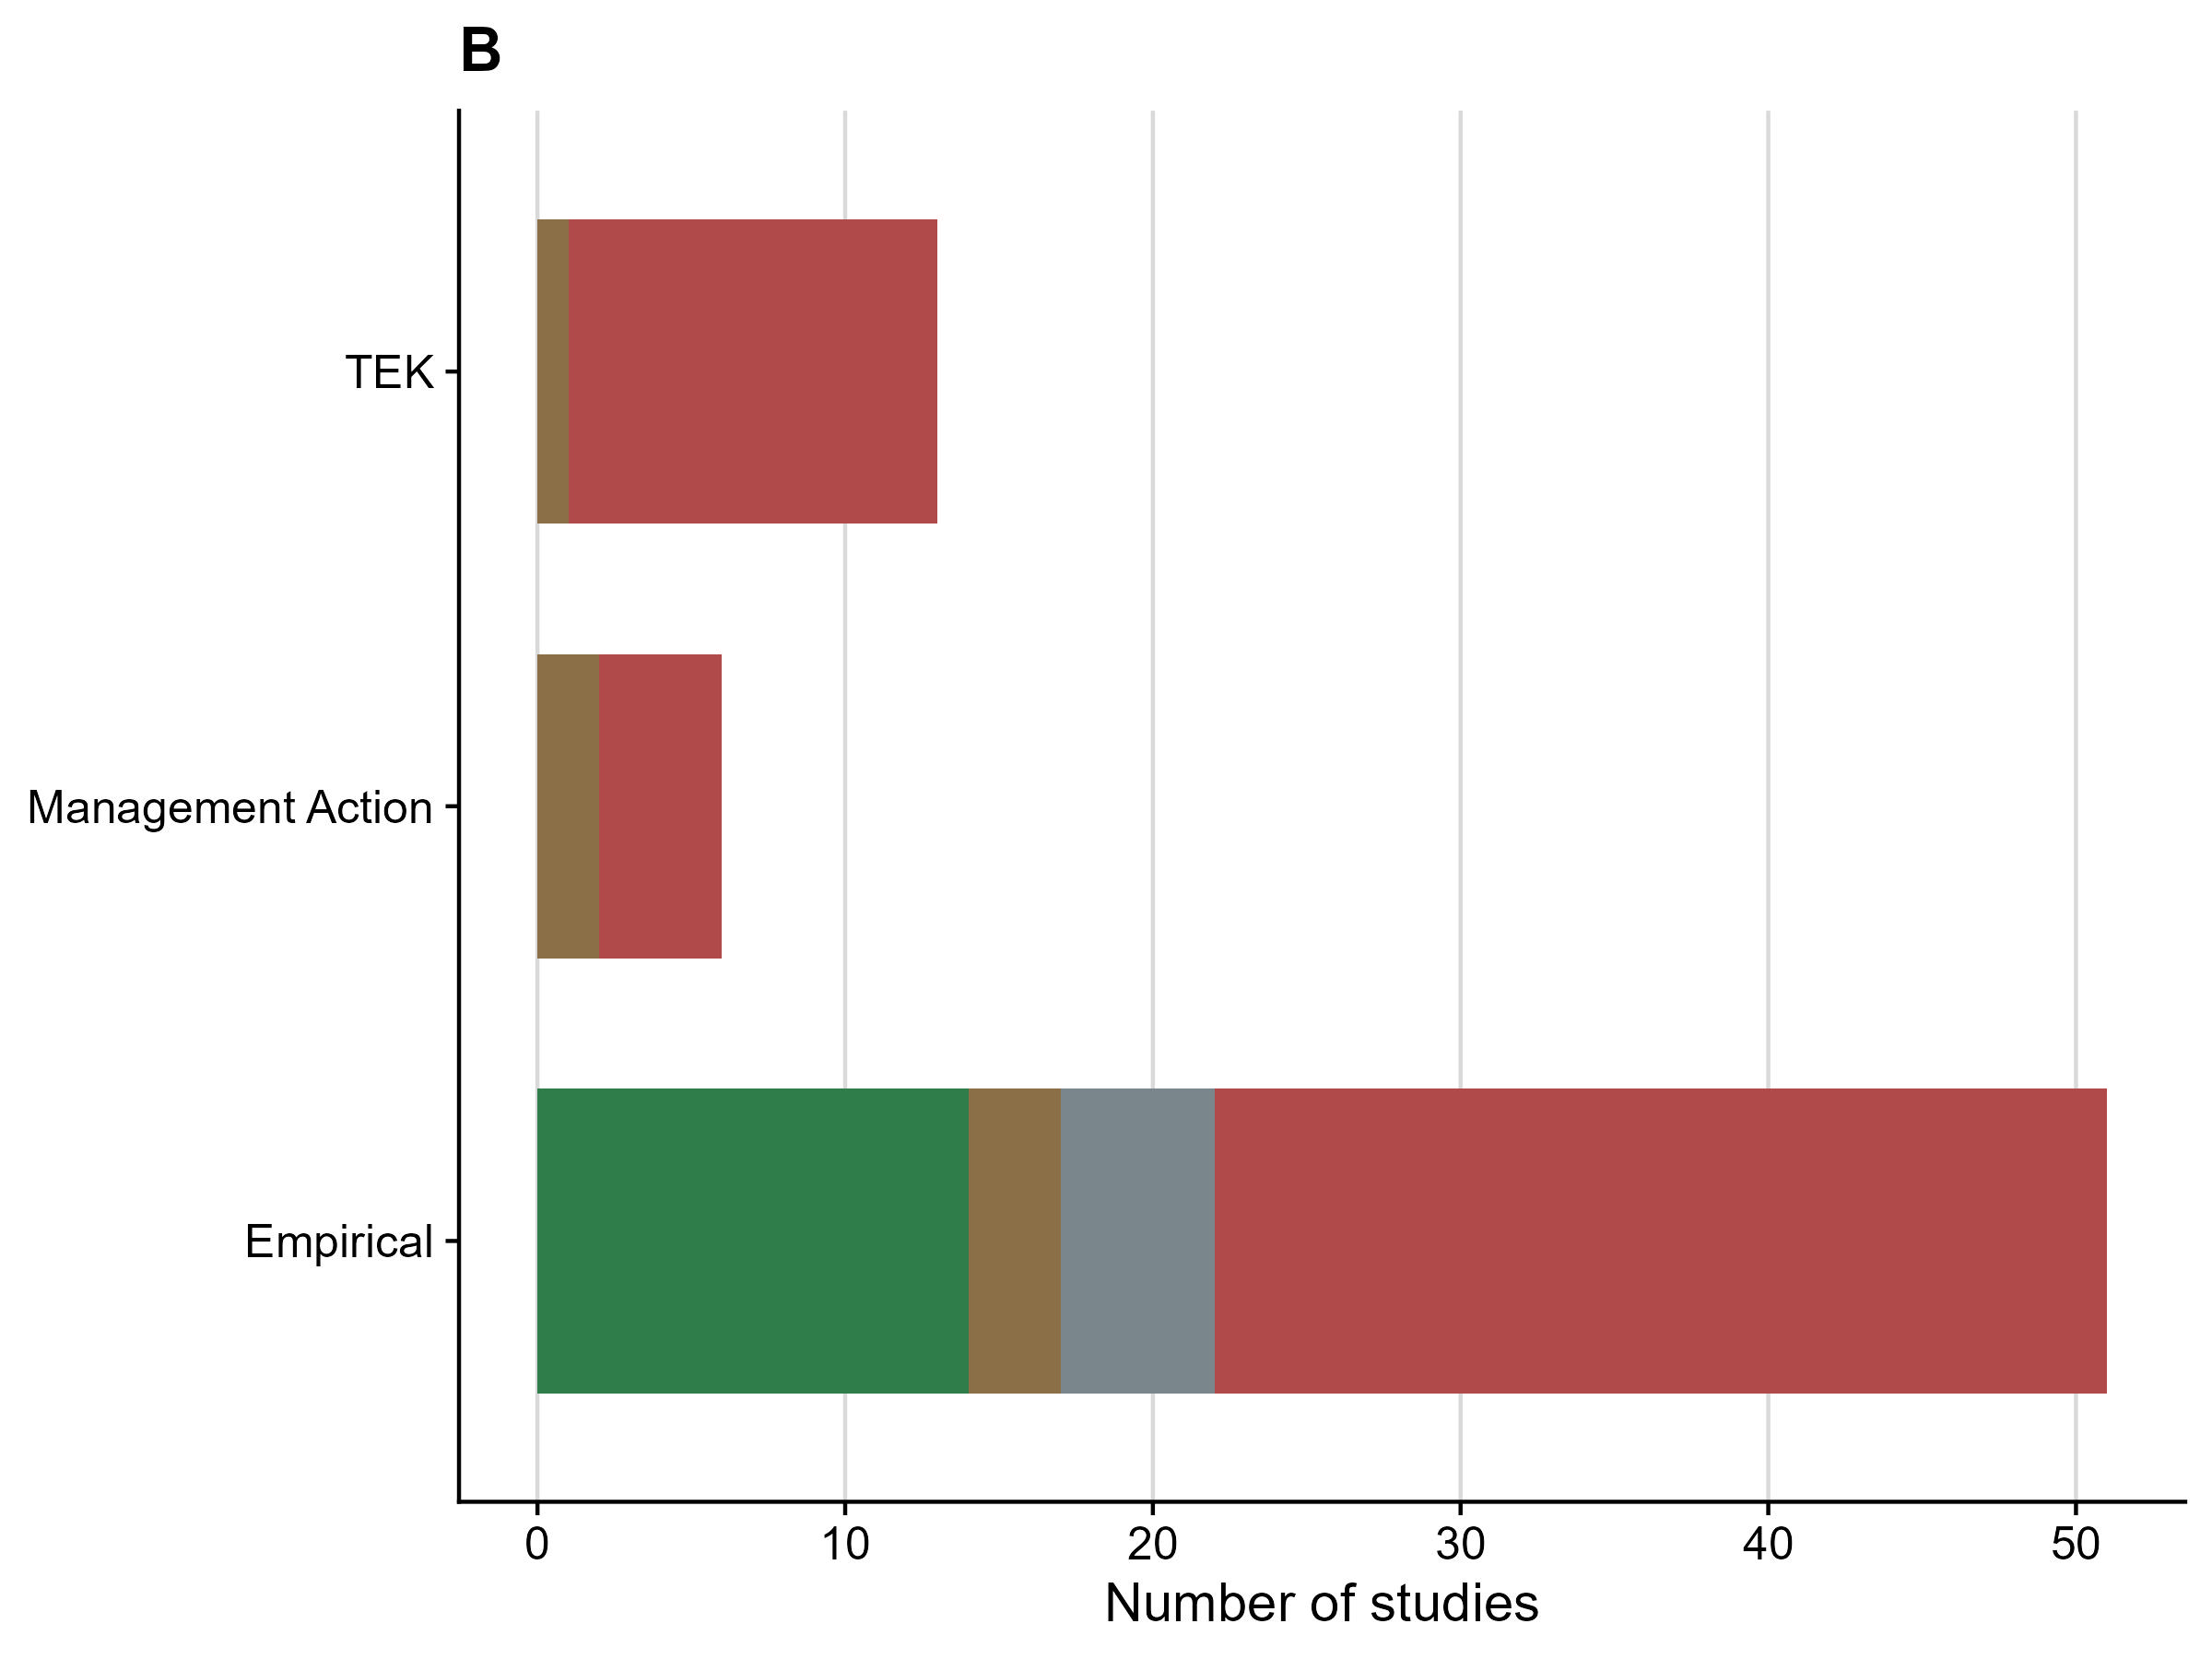 B
TEK
Management Action
Empirical
0 10 20 30 40 50
Number of studies